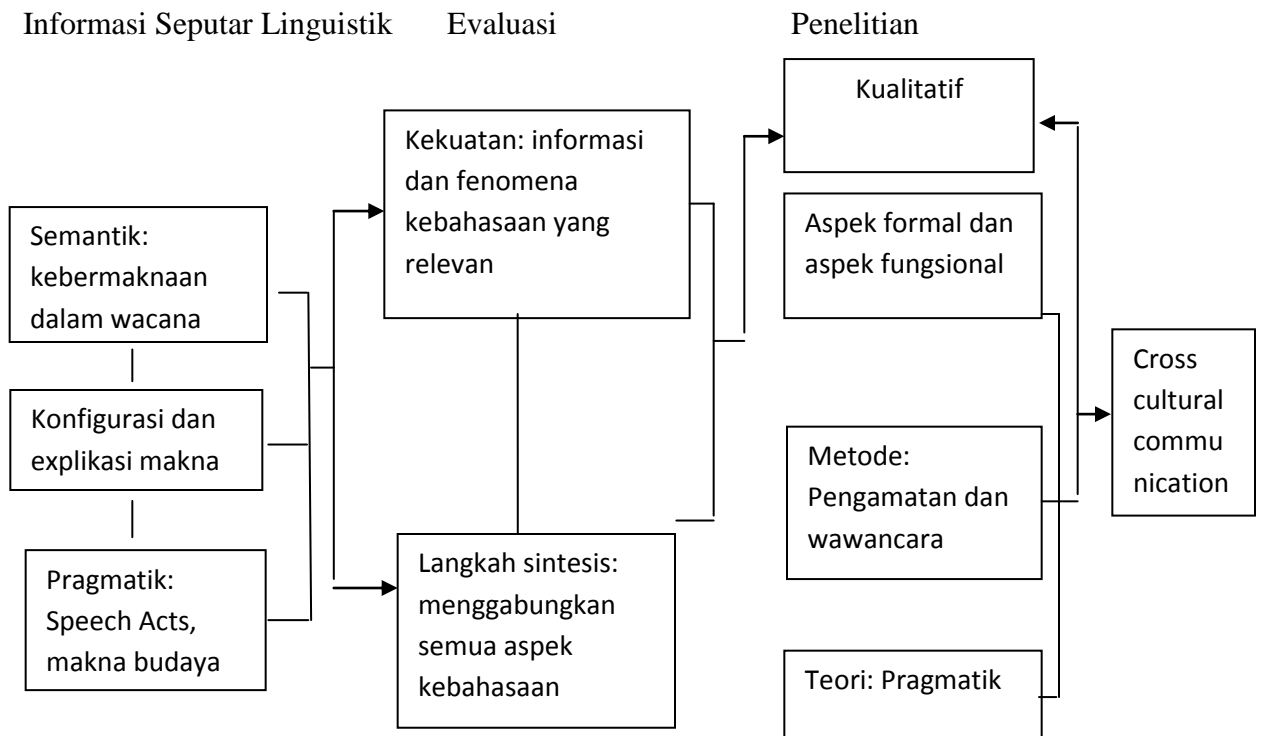 Informasi Seputar Linguistik Evaluasi Penelitian
Semantik:
kebermaknaan
dalam wacana
Konfigurasi dan
explikasi makna
Pragmatik:
Speech Acts,
makna budaya
Kekuatan: informasi
dan fenomena
kebahasaan yang
relevan
Langkah sintesis:
menggabungkan
semua aspek
kebahasaan
Kualitatif
Aspek formal dan
aspek fungsional
Metode:
Pengamatan dan
wawancara
Teori: Pragmatik
Cross
cultural
commu
nication